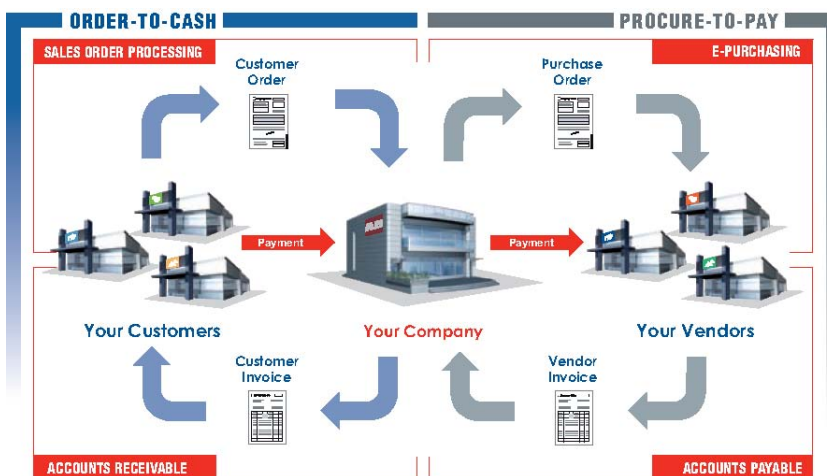 ORDER-TO-CASH
PROCURE-TO-PAY
SALES ORDER PROCESSING
E-PURCHASING
Customer
Order
Purchase
Order
Payment
Payment
Your Customers
Your Company
Your Vendors
Customer
Invoice
Vendor
Invoice
ACCOUNTS RECEIVABLE
ACCOUNTS PAYABLE